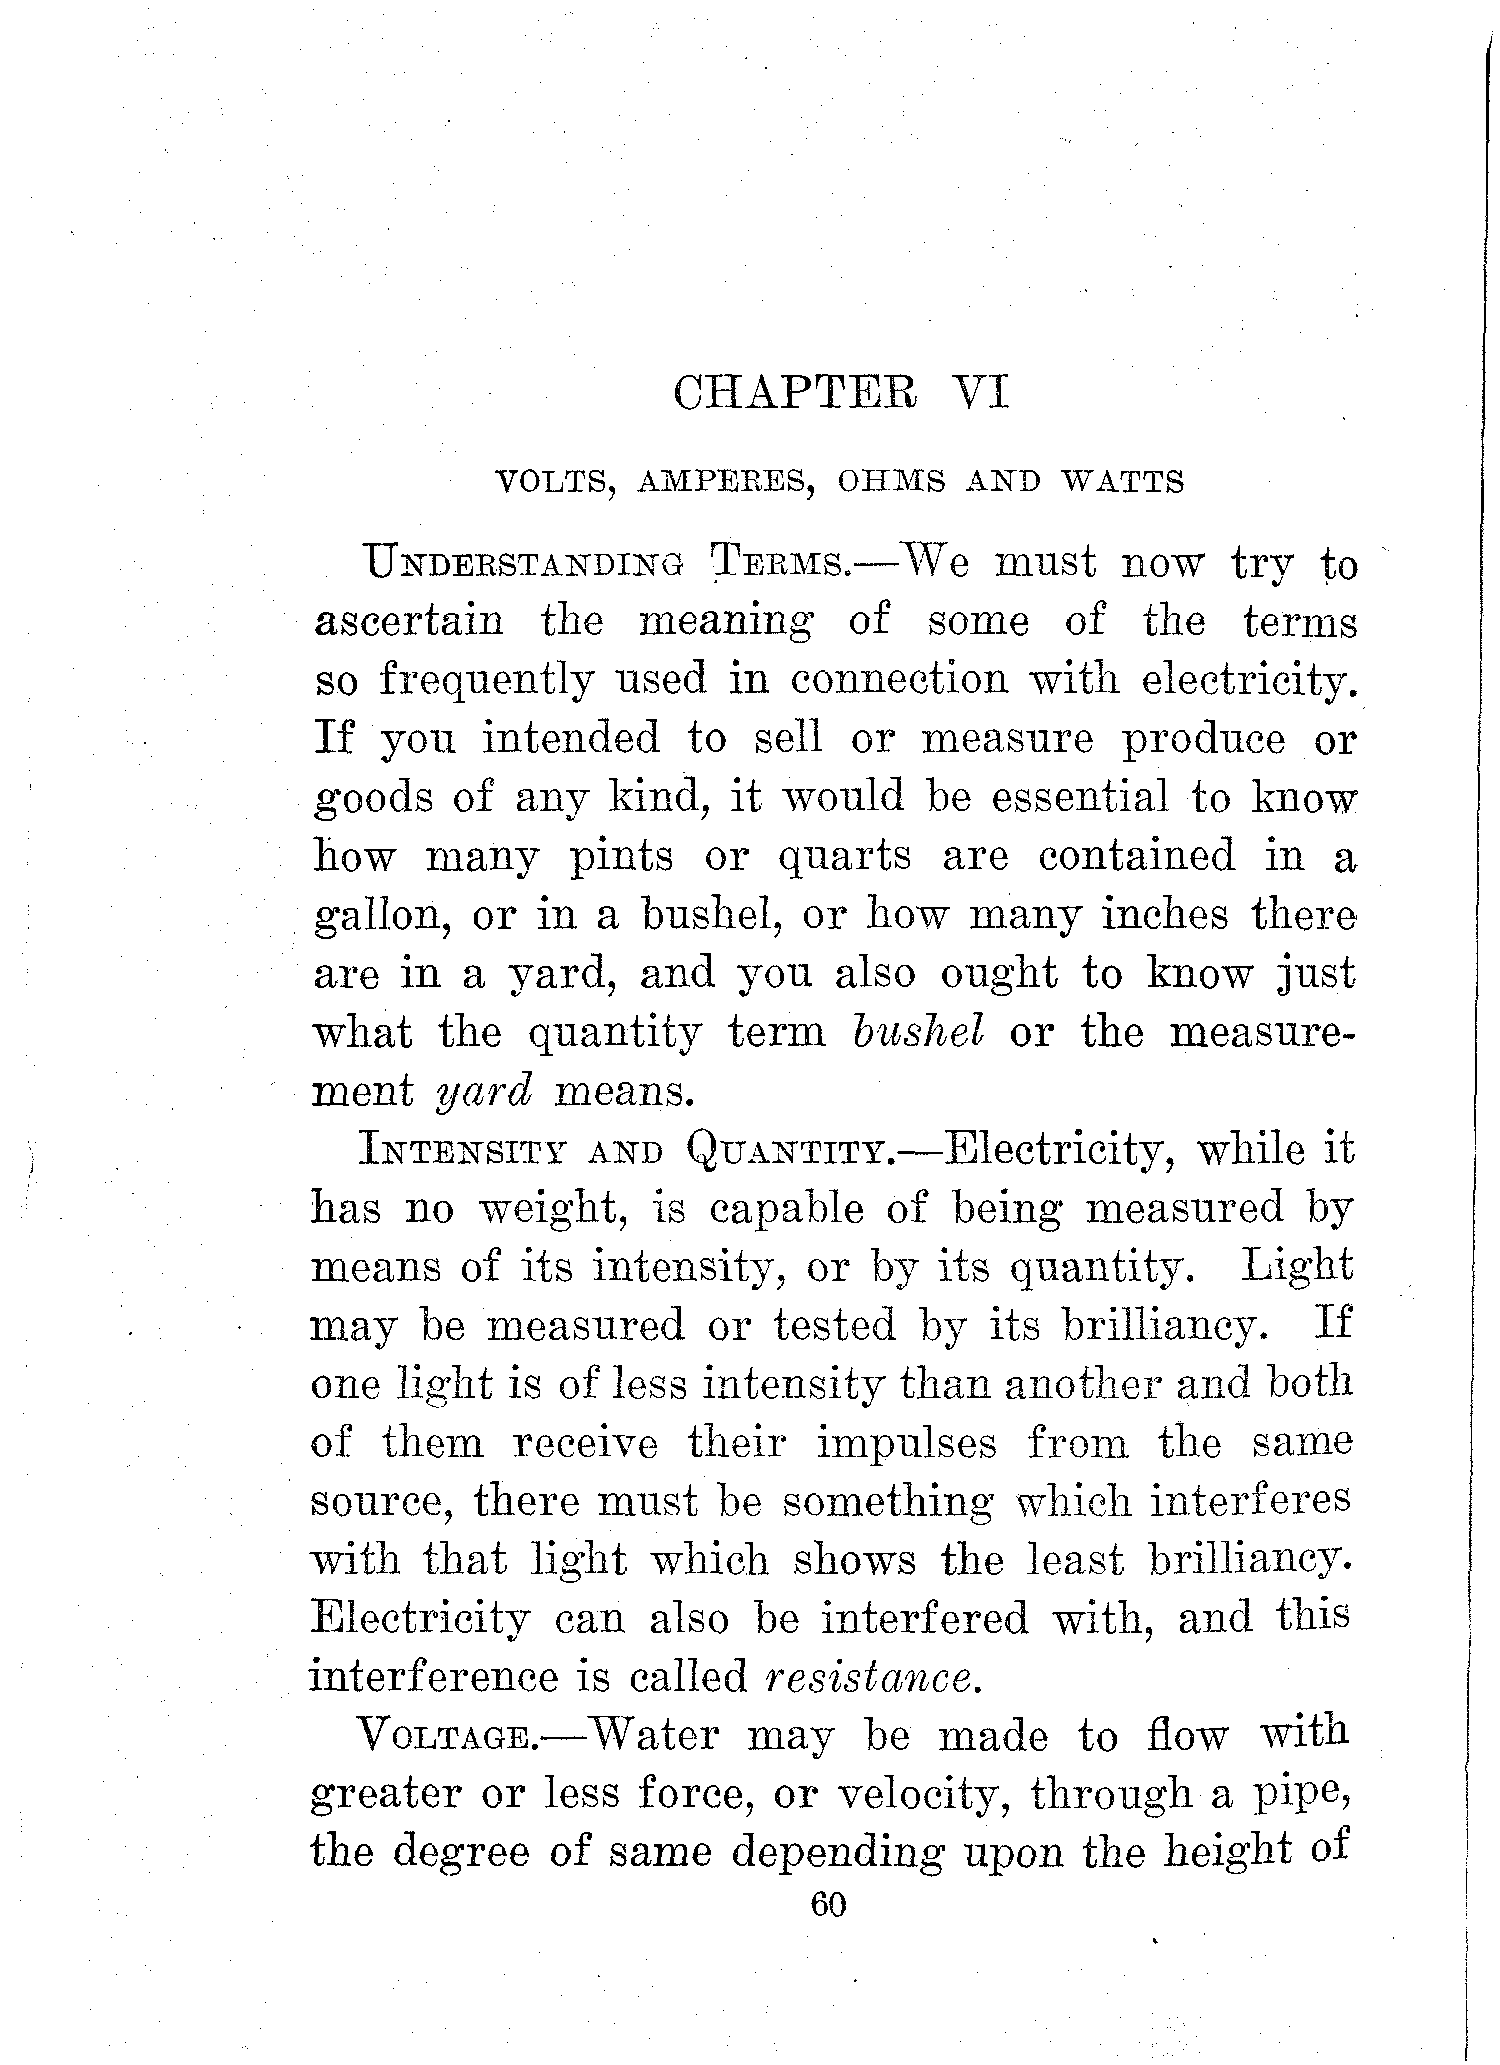 CHAPTER VI
VOLTS, AMPERES, OHMS AND WATTS
UNDERSTANDING TERMS.—We must now try to
ascertain the meaning of some of the terms
so frequently used in connection with electricity.
If you intended to sell or measure produce or
goods of any kind, it would be essential to know
how many pints or quarts are contained in a
gallon, or in a bushel, or how many inches there
are in a yard, and you also ought to know just
what the quantity term bushel or the measure-
ment yard means.
INTENSITY AND QUANTITY.—Electricity, while it
has no weight, is capable of being measured by
means of its intensity, or by its quantity. Light
may be measured or tested by its brilliancy. If
one light is of less intensity than another and both
of them receive their impulses from the same
source, there must be something which interferes
with that light which shows the least brilliancy.
Electricity can also be interfered with, and this
interference is called resistance.
VOLTAGE.—Water may be made to flow with
greater or less force, or velocity, through a pipe,
the degree of same depending upon the height of
60